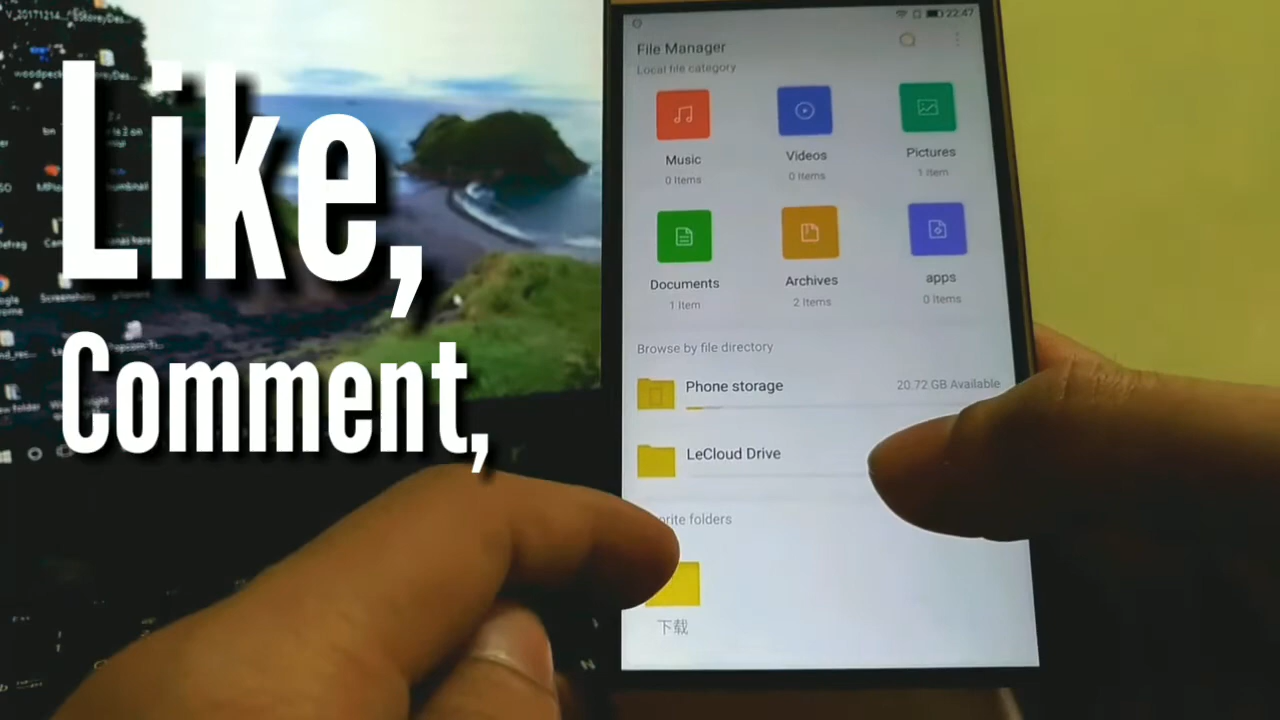 Like,
Comment,
22:47
File Manager
Local file category
Music
0 Items
Videos
0 Items
Pictures
1 Item
Documents
1 Item
Archives
2 Items
apps
0 Items
Browse by file directory
Phone storage
20.72 GB Available
LeCloud Drive
folders
下载